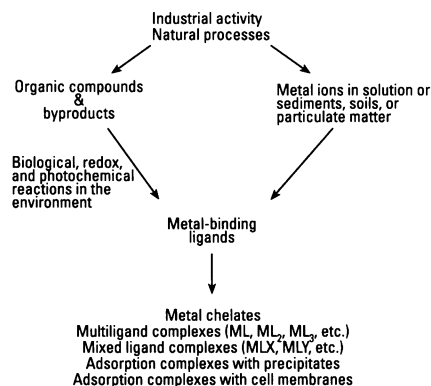 Industrial activity
Natural processes
Organic compounds
&
byproducts
Metal ions in solution or
sediments, soils, or
particulate matter
Biological, redox,
and photochemical
reactions in the
environment
Metal-binding
ligands
Metal chelates
Multiligand complexes (ML, ML2, ML3, etc.)
Mixed ligand complexes (MLX, MLY, etc.)
Adsorption complexes with precipitates
Adsorption complexes with cell membranes